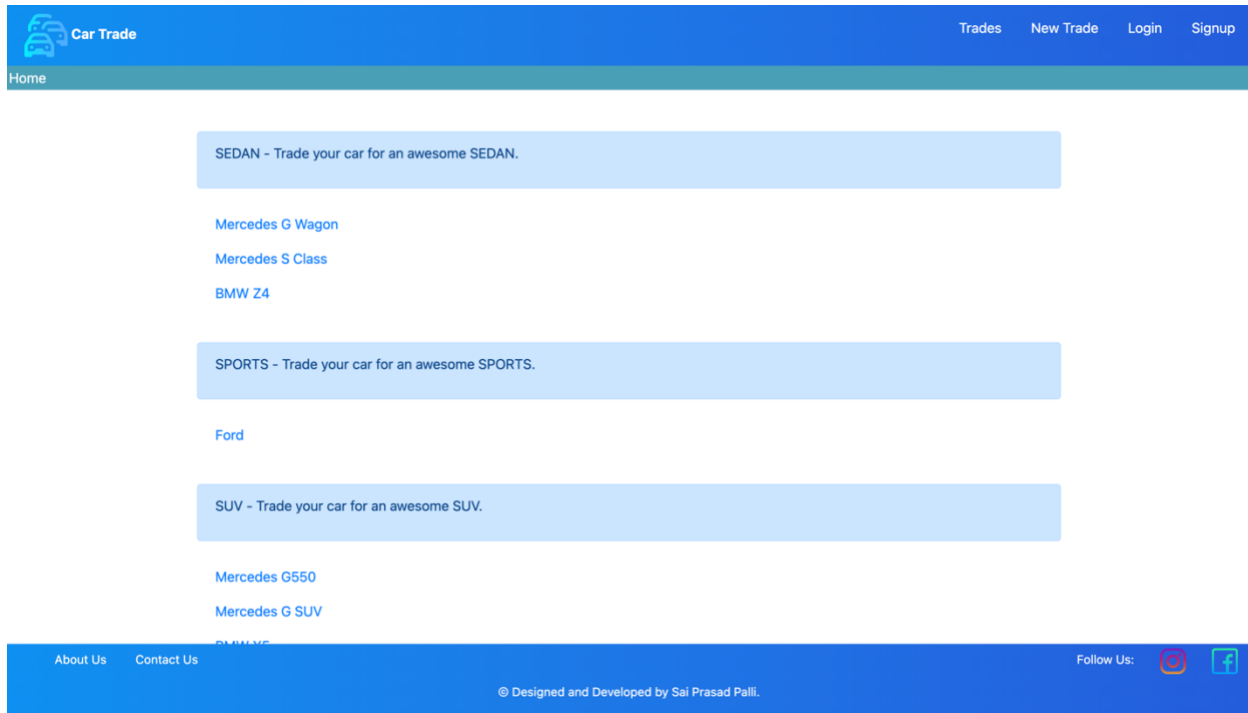 Car Trade
Trades New Trade Login Signup
Home
SEDAN - Trade your car for an awesome SEDAN.
Mercedes G Wagon
Mercedes S Class
BMW Z4
SPORTS - Trade your car for an awesome SPORTS.
Ford
SUV - Trade your car for an awesome SUV.
Mercedes G550
Mercedes G SUV
About Us Contact Us
Follow Us:
© Designed and Developed by Sai Prasad Palli.